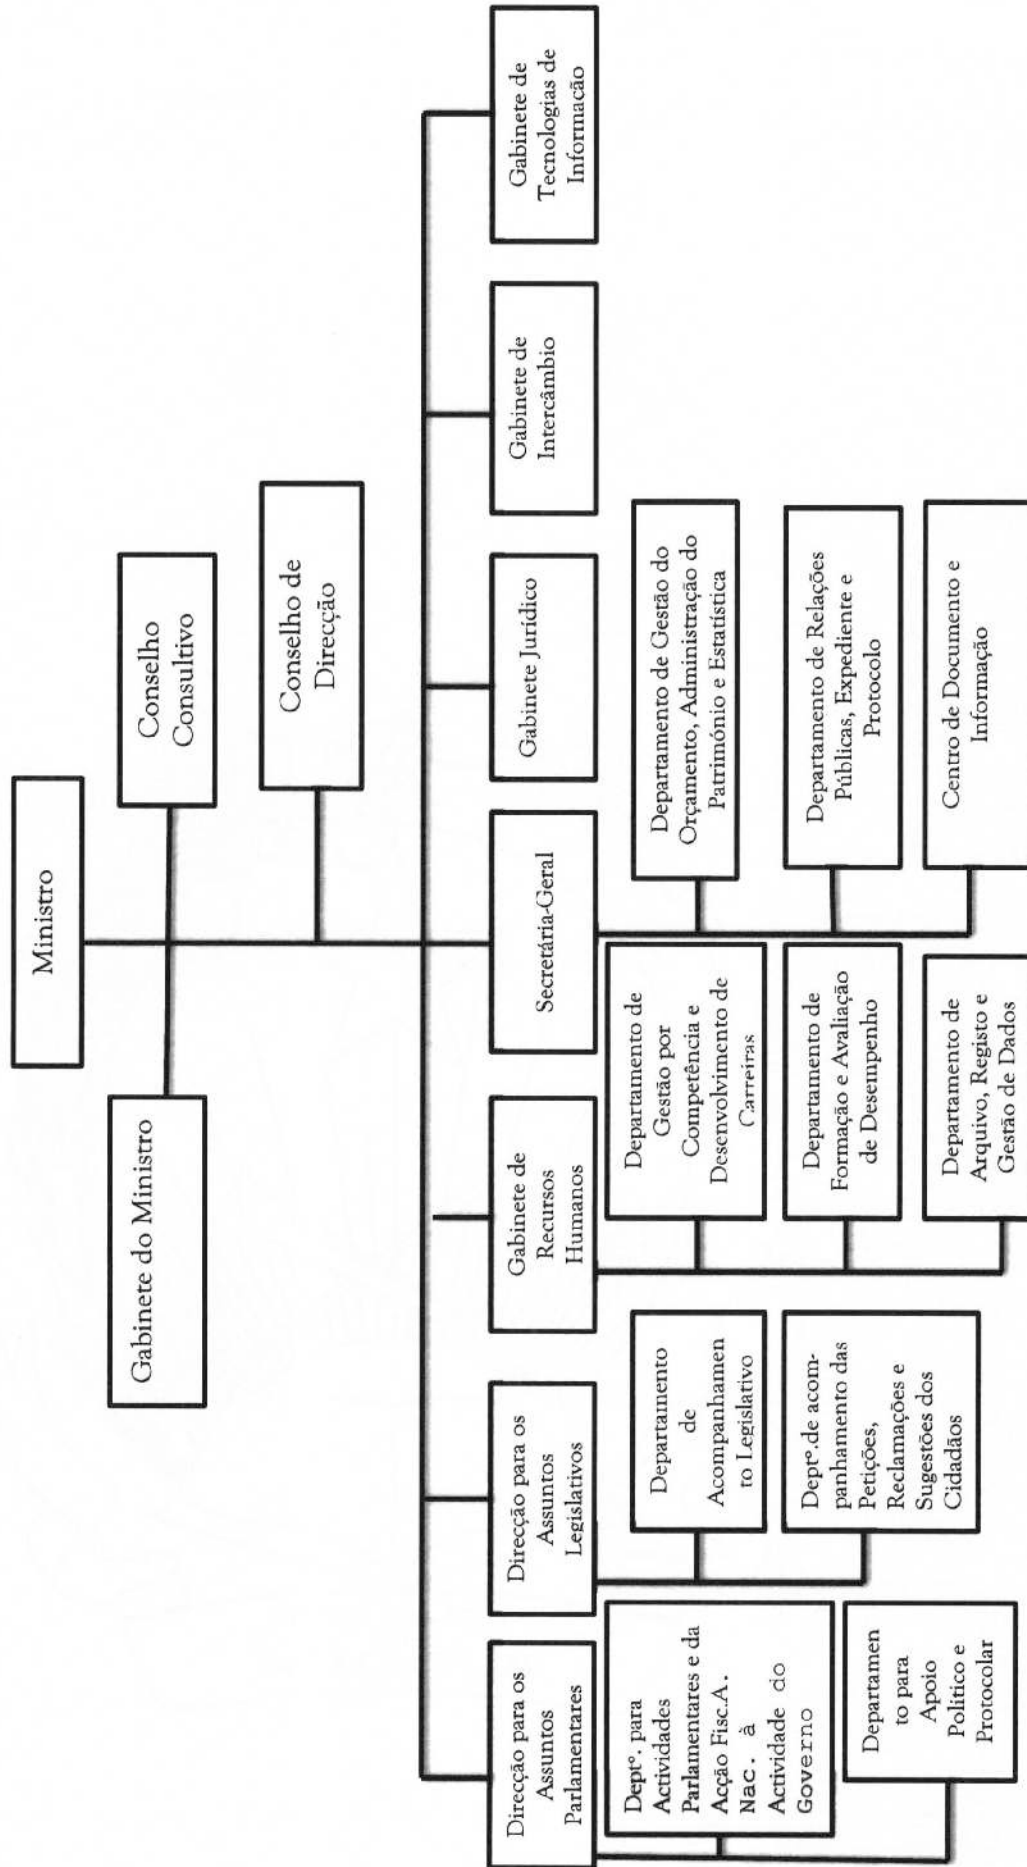 Ministro
Gabinete do Ministro
Conselho
Consultivo
Conselho de
Direcção
Direcção para os
Assuntos
Parlamentares
Direcção para os
Assuntos
Legislativos
Gabinete de
Recursos
Humanos
Secretária-Geral
Gabinete Jurídico
Gabinete de
Intercâmbio
Gabinete de
Tecnologias de
Informacão
Deptº. para
Actividades
Parlamentares e da
Acção Fisc.A.
Nac. à
Actividade do
Governo
Departamen
to para
Apoio
Político e
Protocolar
Departamento
de
Acompanhamen
to Legislativo
Deptº.de acom-
panhamento das
Petições,
Reclamações e
Sugestões dos
Cidadãos
Departamento de
Gestão por
Competência e
Desenvolvimento de
Carreiras
Departamento de
Formação e Avaliação
de Desempenho
Departamento de
Arquivo, Registo e
Gestão de Dados
Departamento de Gestão do
Orçamento, Administração do
Património e Estatística
Departamento de Relações
Públicas, Expediente e
Protocolo
Centro de Documento e
Informação